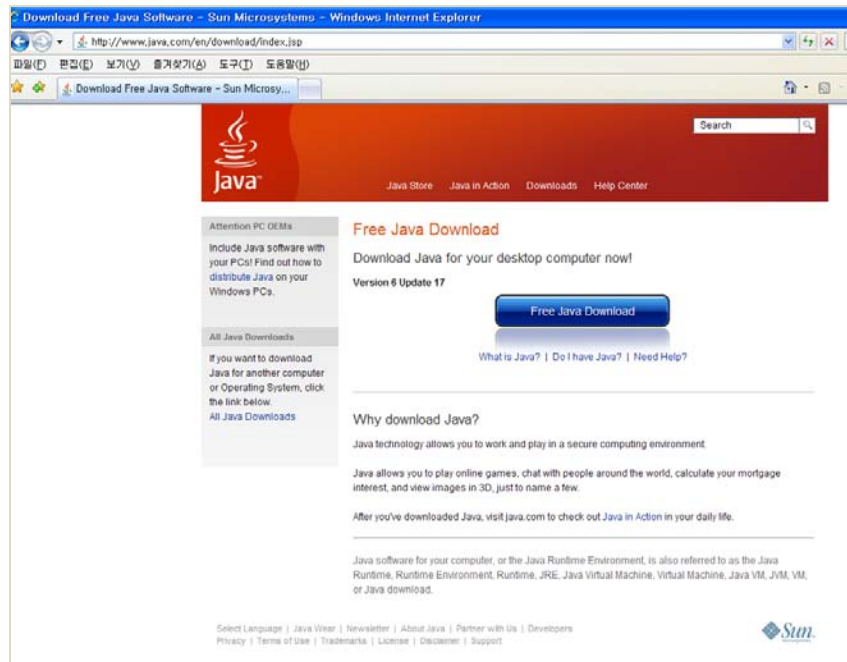 Download Free Java Software - Sun Microsystems - Windows Internet Explorer
http://www.java.com/en/download/index.jsp
파일(F) 편집(E) 보기(V) 즐겨찾기(A) 도구(T) 도움말(H)
Download Free Java Software - Sun Microsy...
Java™
Search
Java Store Java in Action Downloads Help Center
Attention PC OEMs
Include Java software with
your PCs! Find out how to
distribute Java on your
Windows PCs.
All Java Downloads
If you want to download
Java for another computer
or Operating System, click
the link below.
All Java Downloads
Free Java Download
Download Java for your desktop computer now!
Version 6 Update 17
Free Java Download
What is Java? | Do I have Java? | Need Help?
Why download Java?
Java technology allows you to work and play in a secure computing environment
Java allows you to play online games, chat with people around the world, calculate your mortgage
interest, and view images in 3D, just to name a few.
After you've downloaded Java, visit java.com to check out Java in Action in your daily life.
Java software for your computer, or the Java Runtime Environment, is also referred to as the Java
Runtime, Runtime Environment, Runtime, JRE, Java Virtual Machine, Virtual Machine, Java VM, JVM, VM,
or Java download.
Select Language | Java Wear | Newsletter | About Java | Partner with Us | Developers
Privacy | Terms of Use | Trademarks | License | Disclaimer | Support
Sun